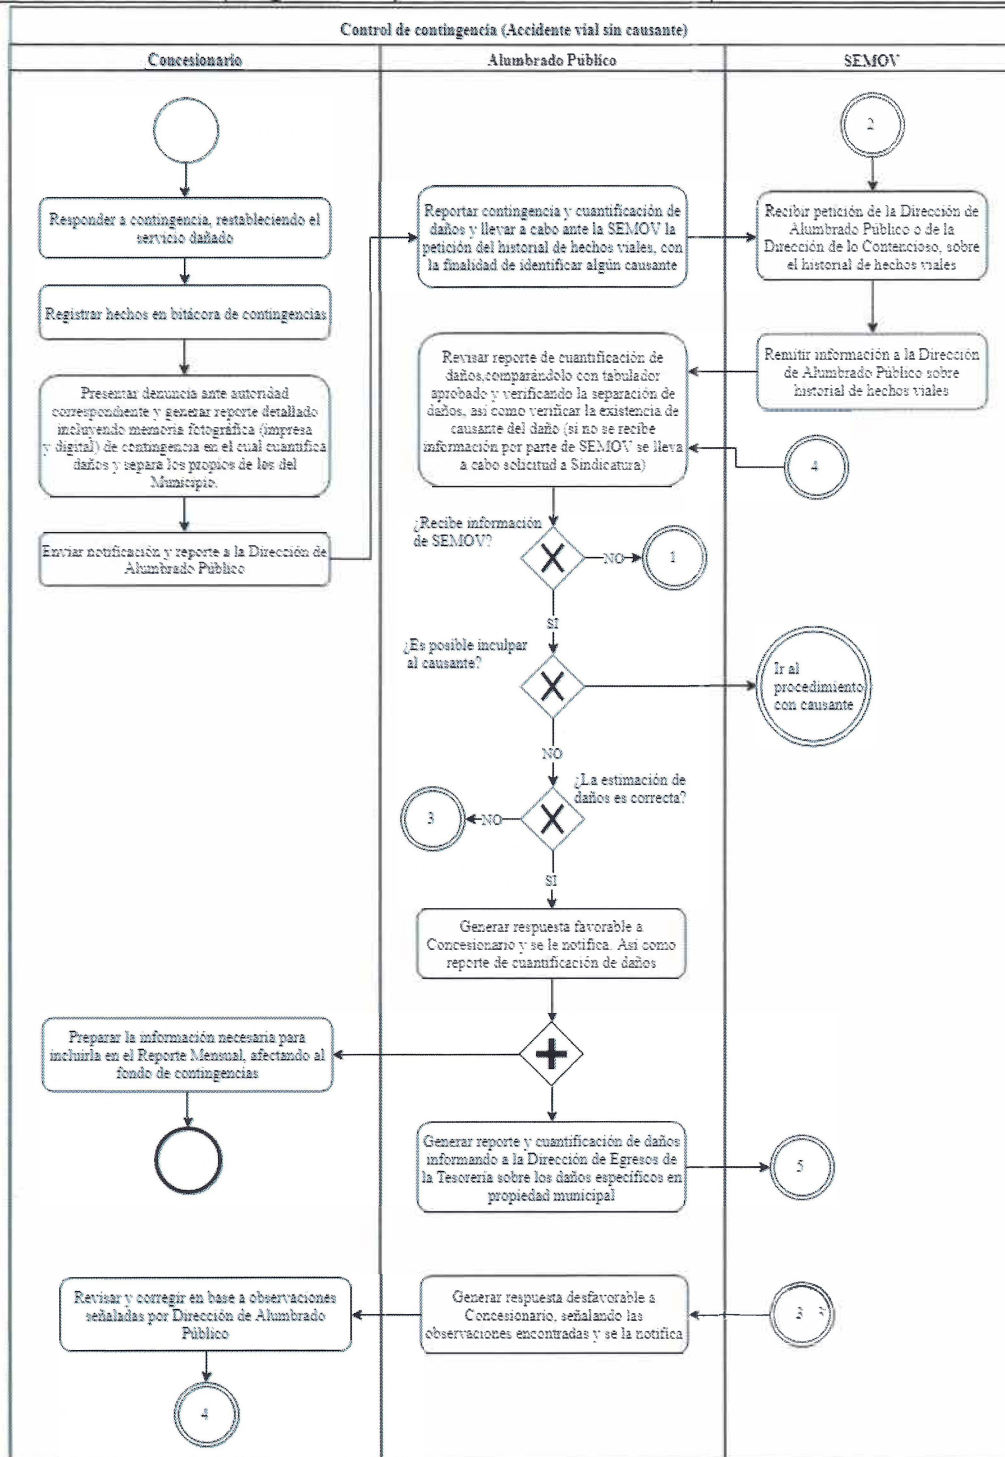 Control de contingencia (Accidente vial sin causante)
Concesionario
Alumbrado Público
SEMOV
2
Responder a contingencia, restableciendo el
servicio dañado
Reportar contingencia y cuantificación de
daños y llevar a cabo ante la SEMOV la
petición del historial de hechos viales, con
la finalidad de identificar algún causante
Recibir petición de la Dirección de
Alumbrado Público o de la
Dirección de lo Contencioso, sobre
el historial de hechos viales
Registrar hechos en bitácora de contingencias
Revisar reporte de cuantificación de
daños,comparándolo con tabulador
aprobado y verificando la separación de
daños, así como verificar la existencia de
causante del daño (si no se recibe
información por parte de SEMOV se lleva
a cabo solicitud a Sindicatura)
Remitir información a la Dirección
de Alumbrado Público sobre
historial de hechos viales
Presentar denuncia ante autoridad
correspondiente y generar reporte detallado
incluyendo memoria fotográfica (impresa
y digital) de contingencia en el cual cuantifica
daños y separa los propios de los del
Municipio.
4
Enviar notificación y reporte a la Dirección de
Alumbrado Público
¿Recibe información
de SEMOV?
NO
1
SI
¿Es posible inculpar
al causante?
Ir al
procedimiento
con causante
NO
¿La estimación de
daños es correcta?
3
NO
SI
Generar respuesta favorable a
Concesionario y se le notifica. Así como
reporte de cuantificación de daños
Preparar la información necesaria para
incluirla en el Reporte Mensual, afectando al
fondo de contingencias
Generar reporte y cuantificación de daños
informando a la Dirección de Egresos de
la Tesorería sobre los daños específicos en
propiedad municipal
5
Revisar y corregir en base a observaciones
señaladas por Dirección de Alumbrado
Público
Generar respuesta desfavorable a
Concesionario, señalando las
observaciones encontradas y se la notifica
3
4